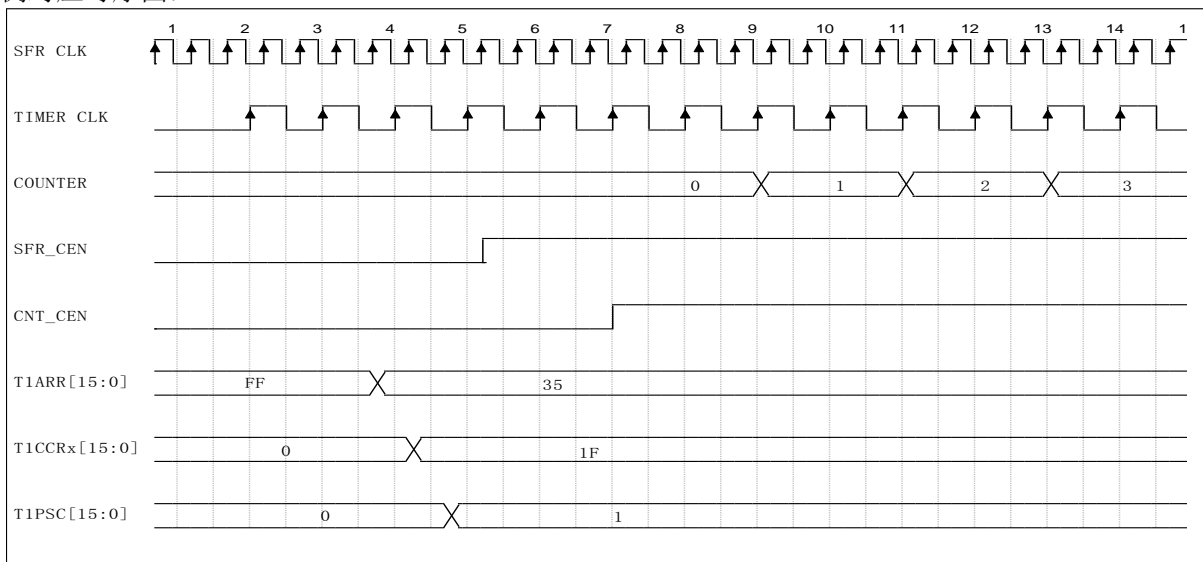 1 2 3 4 5 6 7 8 9 10 11 12 13 14 1
SFR CLK
TIMER CLK
COUNTER 0 1 2 3
SFR_CEN
CNT_CEN
T1ARR[15:0] FF 35
T1CCRx[15:0] 0 1F
T1PSC[15:0] 0 1